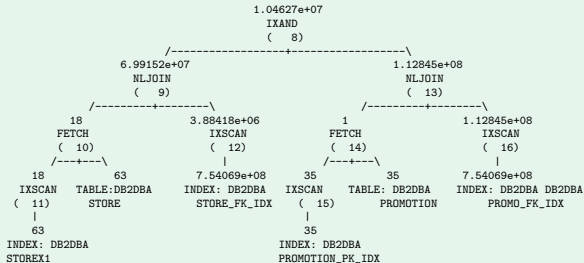 1.04627e+07
IXAND
( 8)
/------------------+------------------\
6.99152e+07 1.12845e+08
NLJOIN NLJOIN
( 9) ( 13)
/---------+--------\ /---------+--------\
18 3.88418e+06 1 1.12845e+08
FETCH IXSCAN FETCH IXSCAN
( 10) ( 12) ( 14) ( 16)
/---+---\ | /---+---\ |
18 63 7.54069e+08 35 35 7.54069e+08
IXSCAN TABLE:DB2DBA INDEX: DB2DBA IXSCAN TABLE: DB2DBA INDEX: DB2DBA DB2DBA
( 11) STORE STORE_FK_IDX ( 15) PROMOTION PROMO_FK_IDX
| |
63 35
INDEX: DB2DBA INDEX: DB2DBA
STOREX1 PROMOTION_PK_IDX